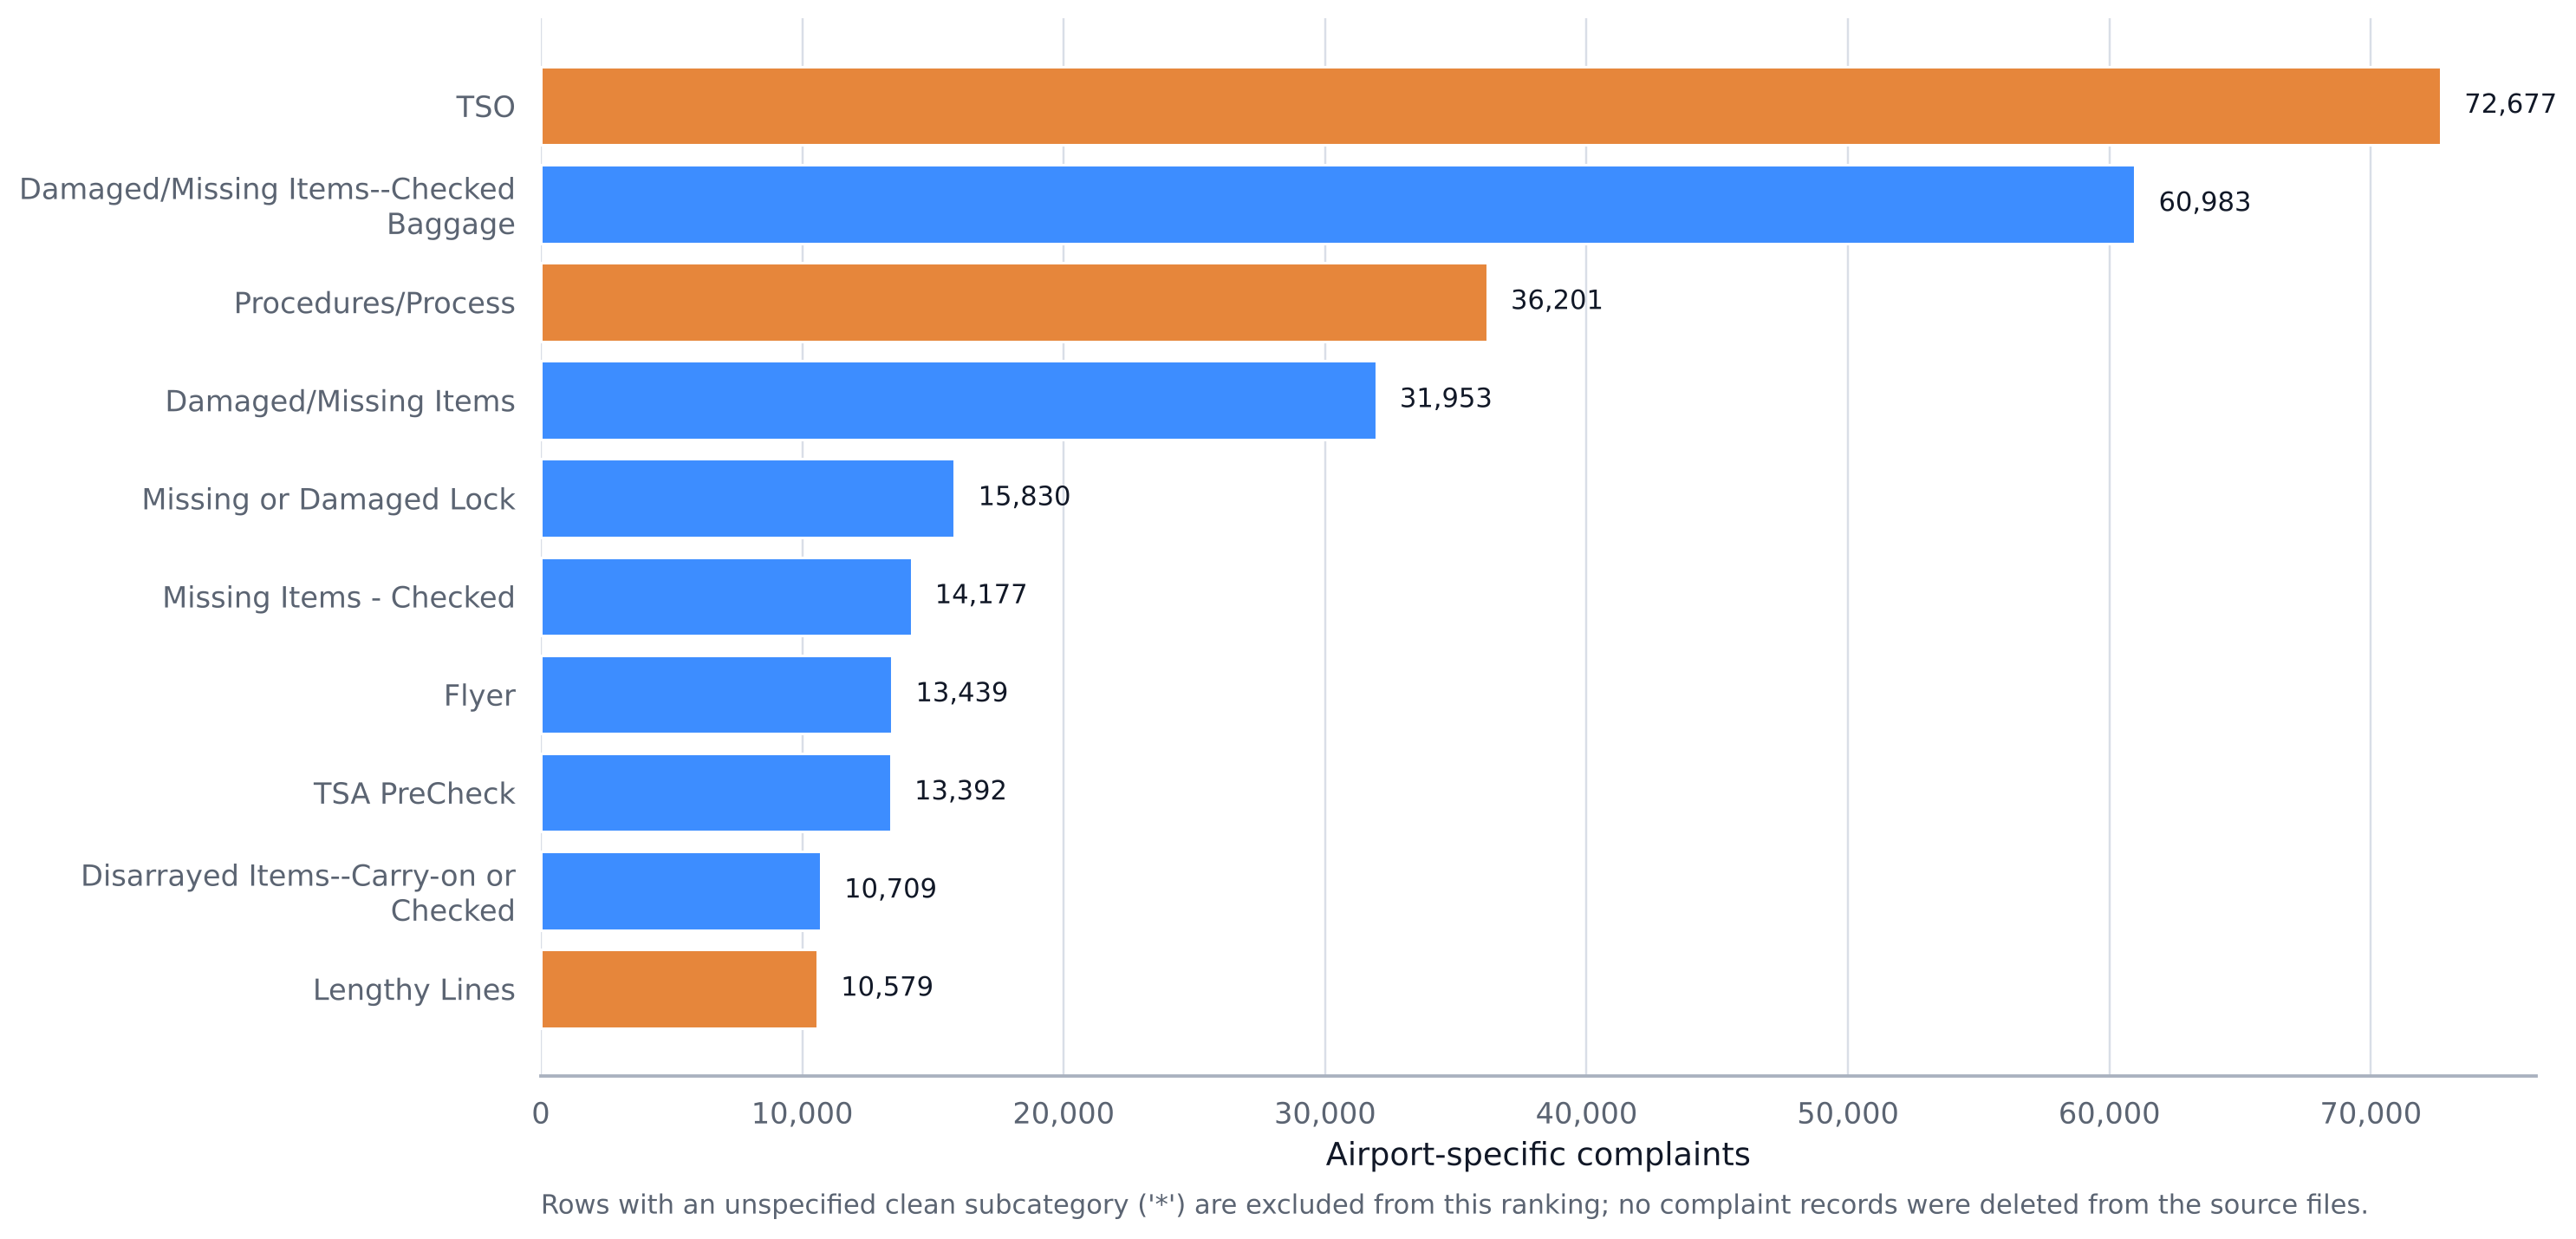 TSO
72,677
Damaged/Missing Items--Checked
Baggage
60,983
Procedures/Process
36,201
Damaged/Missing Items
31,953
Missing or Damaged Lock
15,830
Missing Items - Checked
14,177
Flyer
13,439
TSA PreCheck
13,392
Disarrayed Items--Carry-on or
Checked
10,709
Lengthy Lines
10,579
0 10,000 20,000 30,000 40,000 50,000 60,000 70,000
Airport-specific complaints
Rows with an unspecified clean subcategory ('*') are excluded from this ranking; no complaint records were deleted from the source files.